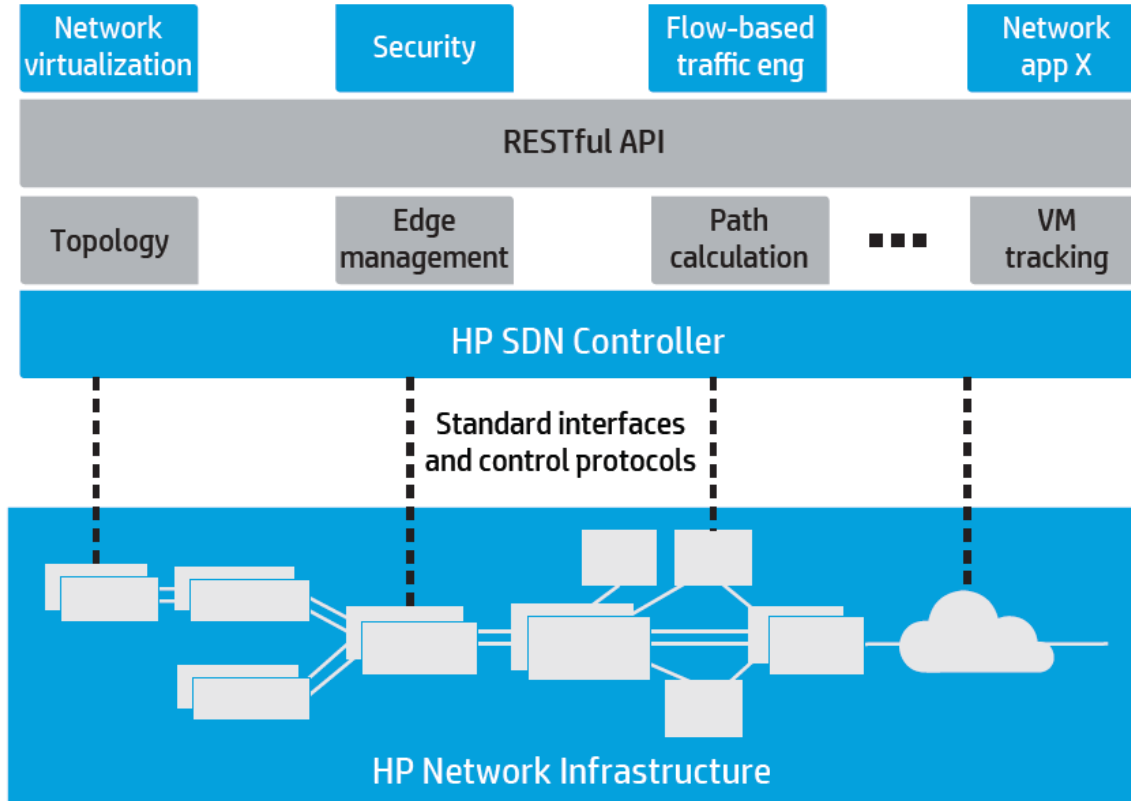 Network
virtualization
Security
Flow-based
traffic eng
Network
app X
RESTful API
Topology
Edge
management
Path
calculation
VM
tracking
HP SDN Controller
Standard interfaces
and control protocols
HP Network Infrastructure